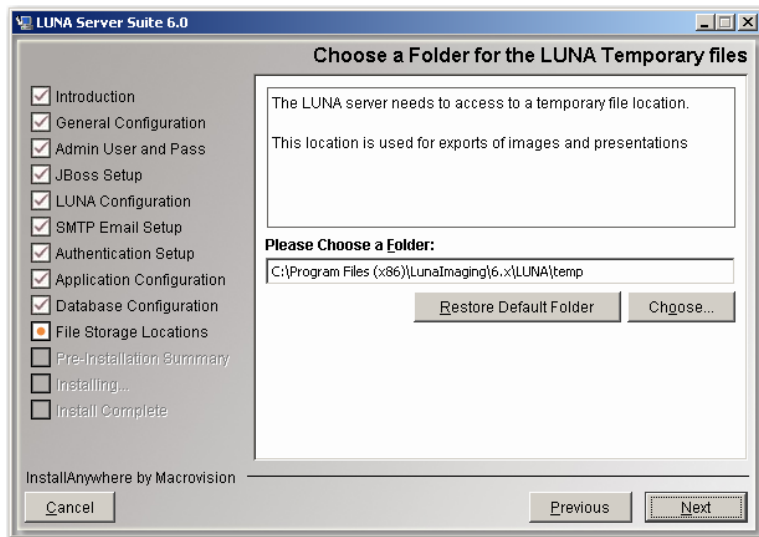 LUNA Server Suite 6.0
Choose a Folder for the LUNA Temporary files
Introduction
General Configuration
Admin User and Pass
JBoss Setup
LUNA Configuration
SMTP Email Setup
Authentication Setup
Application Configuration
Database Configuration
File Storage Locations
Pre-Installation Summary
Installing...
Install Complete
The LUNA server needs to access to a temporary file location.
This location is used for exports of images and presentations
Please Choose a Folder:
C:\Program Files (x86)\LunaImaging\6.x\LUNA\temp
Restore Default Folder
Choose...
InstallAnywhere by Macrovision
Cancel
Previous
Next